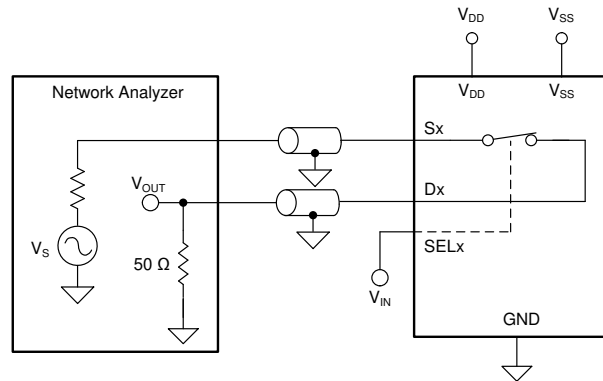 V_DD
V_SS
Network Analyzer
V_DD
V_SS
Sx
V_OUT
Dx
V_S
50 Ω
SELx
V_IN
GND